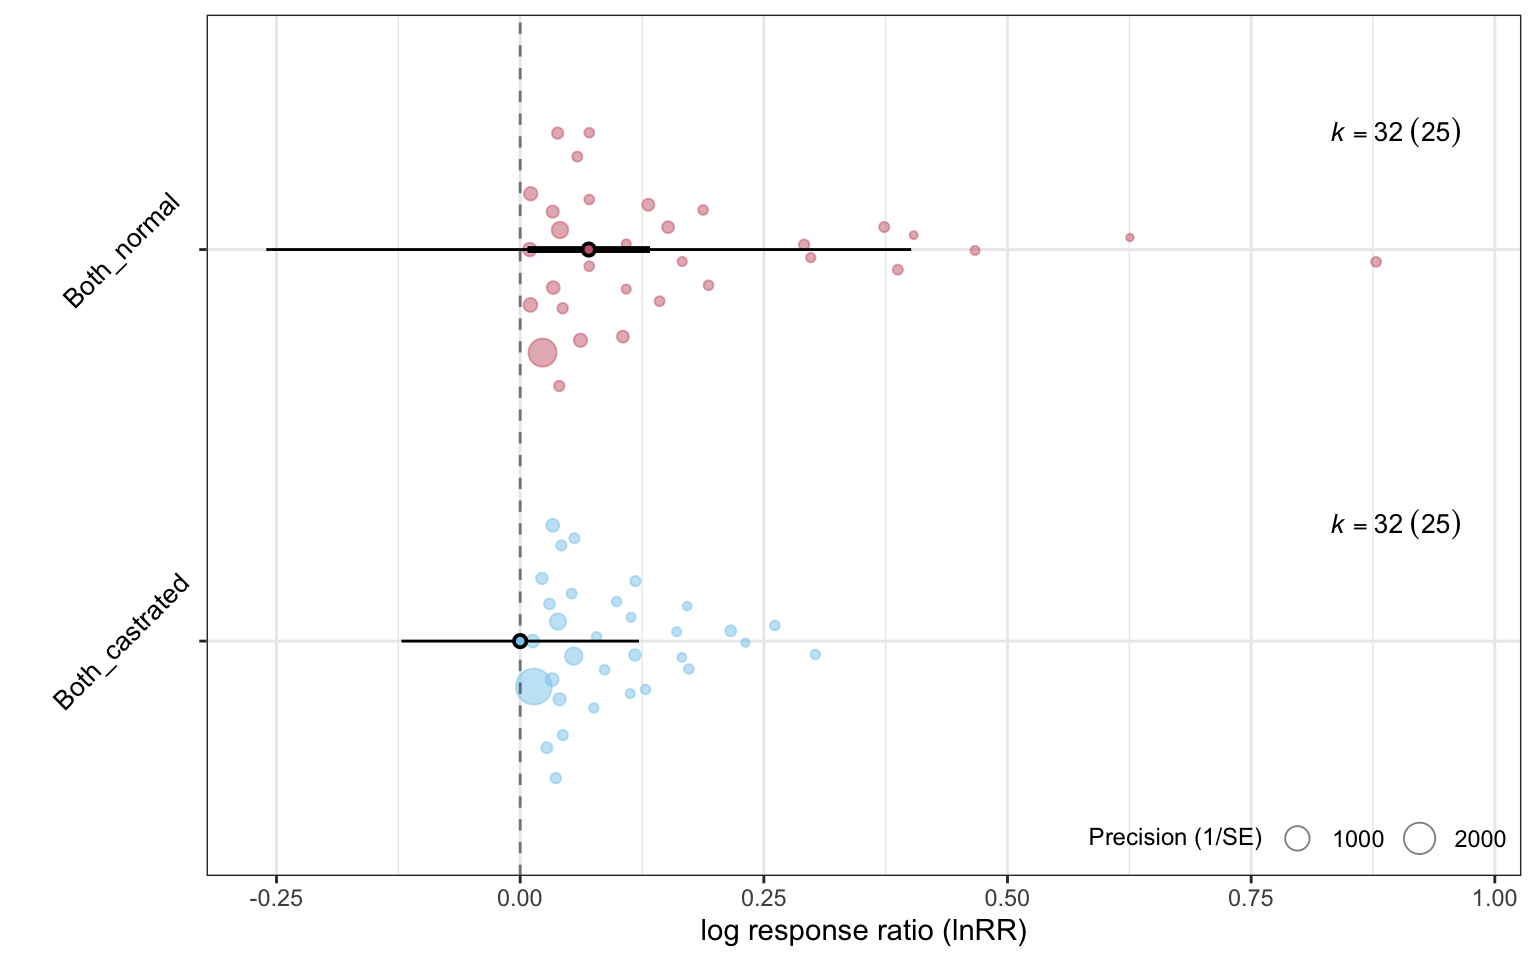 k = 32 (25)
Both_normal
k = 32 (25)
Both_castrated
Precision (1/SE) 1000 2000
-0.25 0.00 0.25 0.50 0.75 1.00
log response ratio (lnRR)